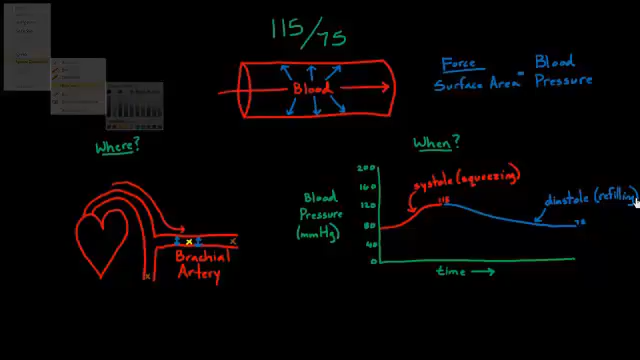 115/75
Blood
Force
Surface Area
=
Blood
Pressure
Where?
Brachial
Artery
When?
Blood
Pressure
(mmHg)
200
160
120
80
40
0
systole (squeezing)
115
diastole (refilling)
75
time